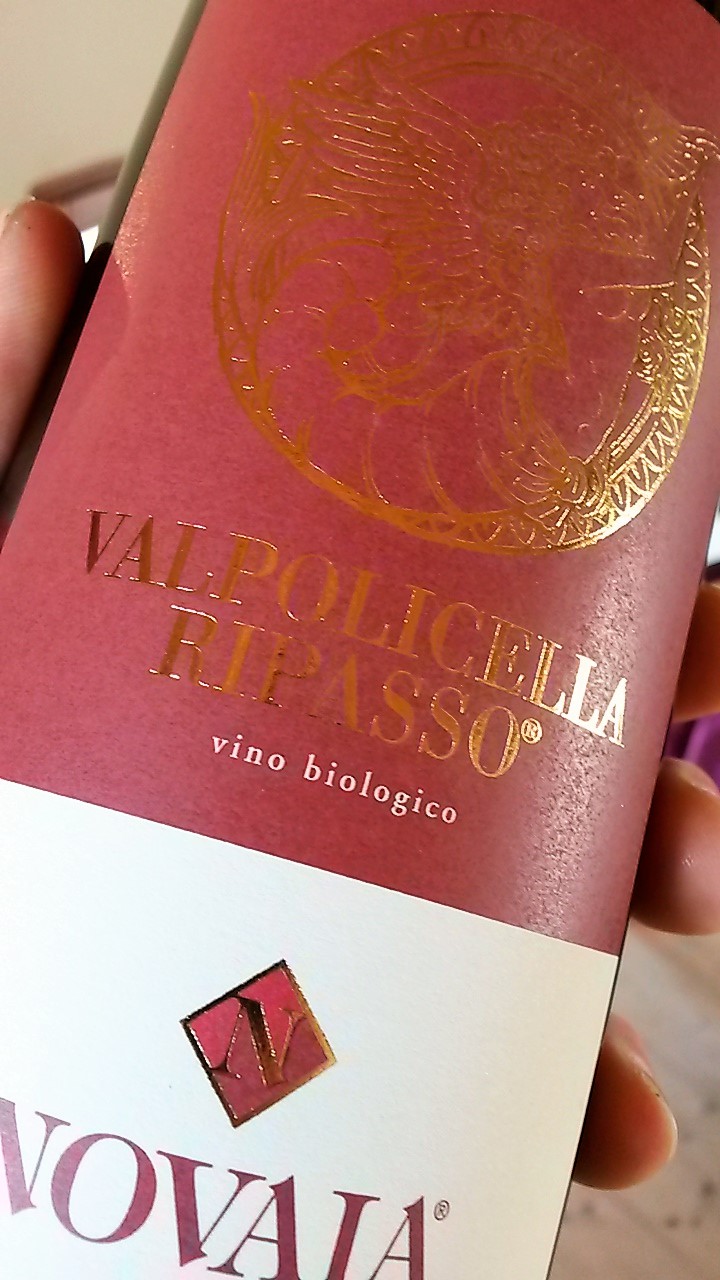 VALPOLICELLA
RIPASSO®
vino biologico
N
NOVAIA®